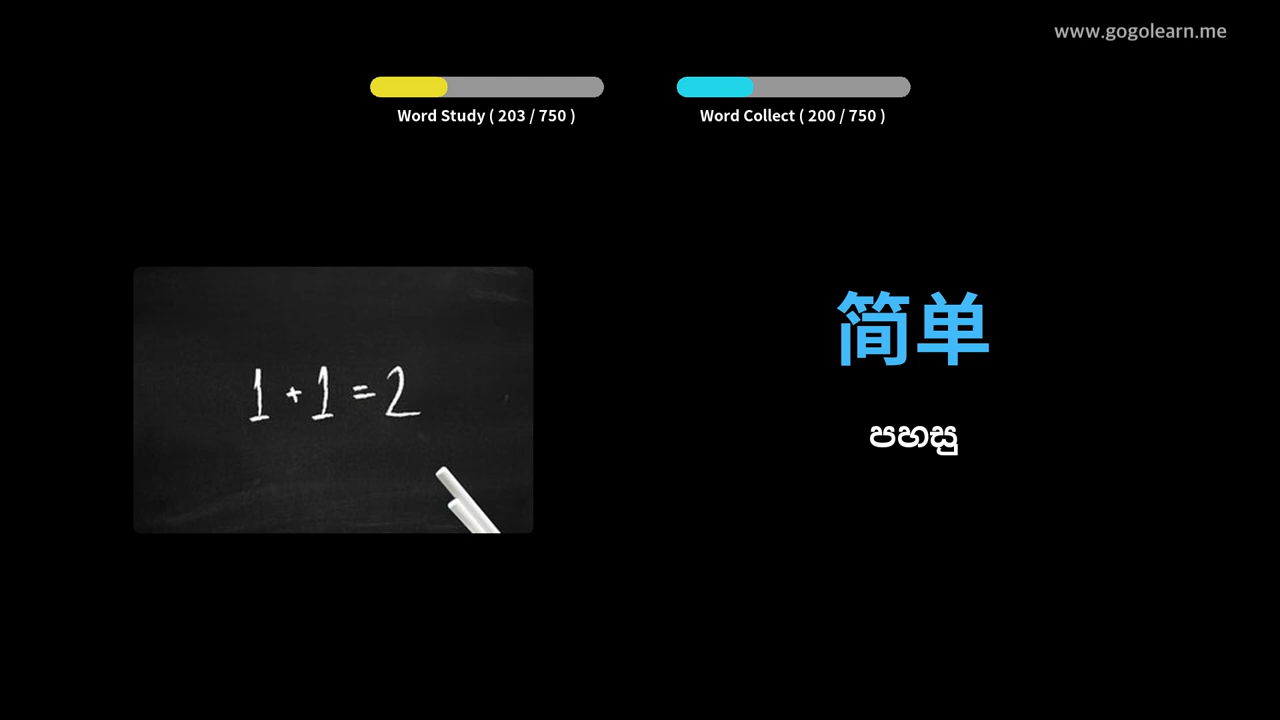 www.gogolearn.me
Word Study ( 203 / 750 )
Word Collect ( 200 / 750 )
1 + 1 = 2
简单
පහසු